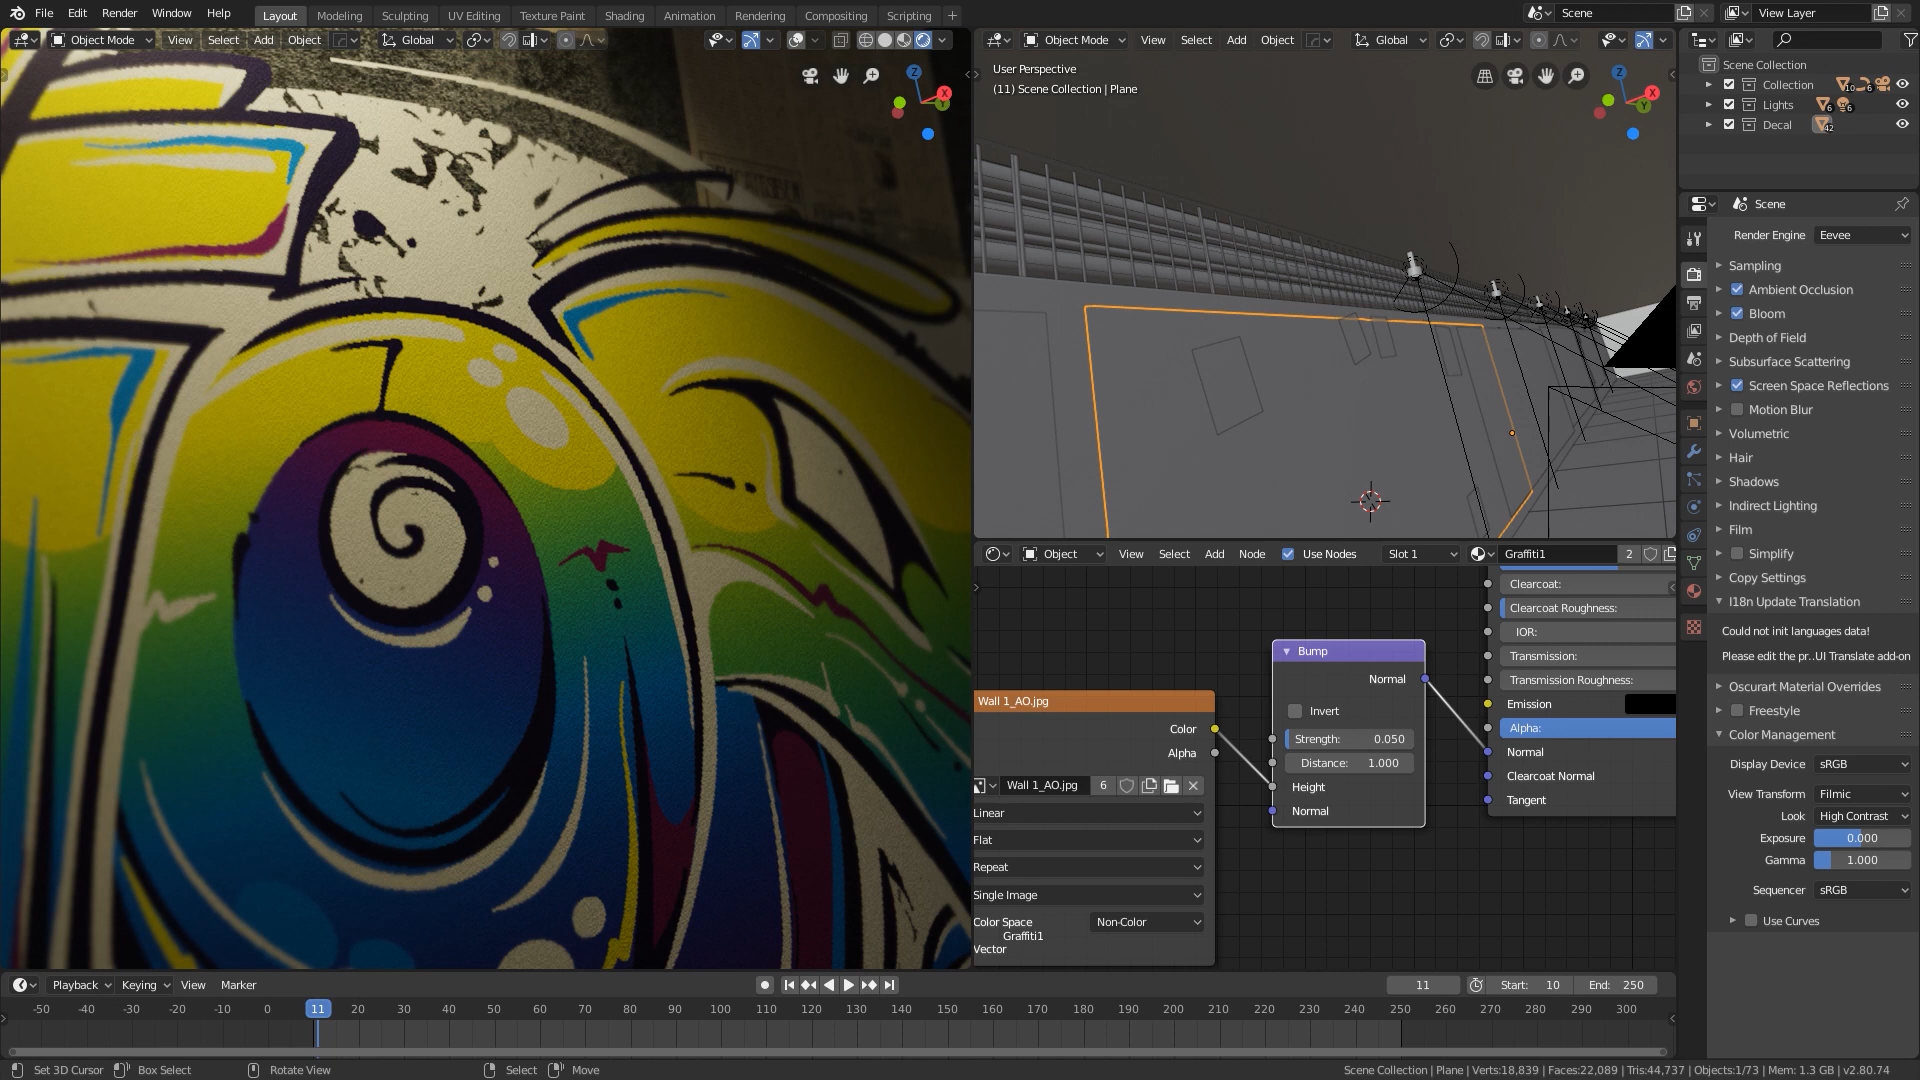 File Edit Render Window Help Layout Modeling Sculpting UV Editing Texture Paint Shading Animation Rendering Compositing Scripting + Scene View Layer
Object Mode View Select Add Object Global
Object Mode View Select Add Object Global
User Perspective
(11) Scene Collection | Plane
Z
X
Y
Z
X
Y
Scene Collection
Collection 10 6
Lights 6 6
Decal 42
Scene
Render Engine Eevee
Sampling
Ambient Occlusion
Bloom
Depth of Field
Subsurface Scattering
Screen Space Reflections
Motion Blur
Volumetric
Hair
Shadows
Indirect Lighting
Film
Simplify
Copy Settings
I18n Update Translation
Could not init languages data!
Please edit the pr..UI Translate add-on
Oscurart Material Overrides
Freestyle
Color Management
Display Device sRGB
View Transform Filmic
Look High Contrast
Exposure 0.000
Gamma 1.000
Sequencer sRGB
Use Curves
Object View Select Add Node Use Nodes Slot 1 Graffiti1 2
Wall 1_AO.jpg
Color
Alpha
Wall 1_AO.jpg 6
Linear
Flat
Repeat
Single Image
Color Space Non-Color
Graffiti1
Vector
Bump
Normal
Invert
Strength: 0.050
Distance: 1.000
Height
Normal
Clearcoat:
Clearcoat Roughness:
IOR:
Transmission:
Transmission Roughness:
Emission
Alpha:
Normal
Clearcoat Normal
Tangent
Playback Keying View Marker 11 Start: 10 End: 250
-50 -40 -30 -20 -10 0 11 20 30 40 50 60 70 80 90 100 110 120 130 140 150 160 170 180 190 200 210 220 230 240 250 260 270 280 290 300
Set 3D Cursor Box Select Rotate View Select Move Scene Collection | Plane | Verts:18,839 | Faces:22,089 | Tris:44,737 | Objects:1/73 | Mem: 1.3 GB | v2.80.74